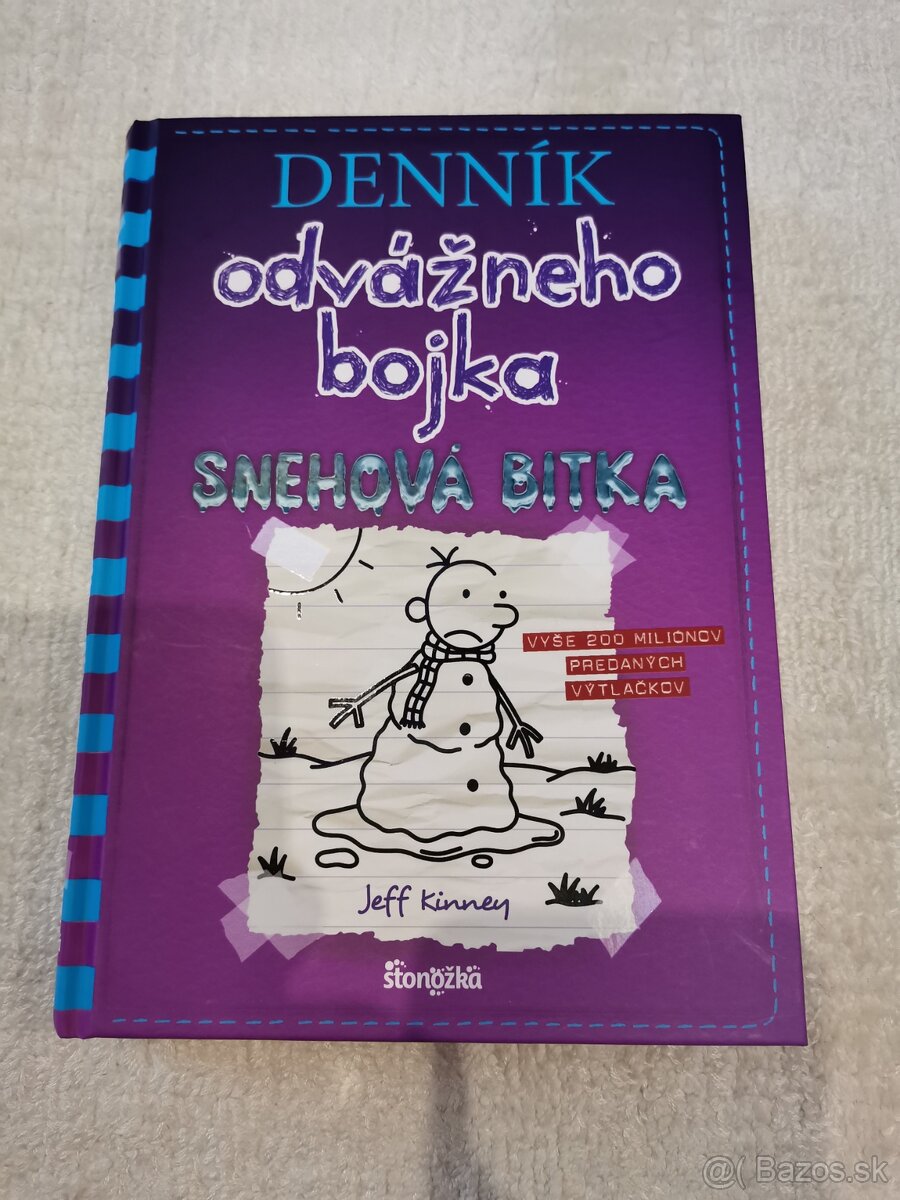 DENNÍK
odvážneho
bojka
SNEHOVÁ BITKA
VYŠE 200 MILIÓNOV
PREDANÝCH
VÝTLAČKOV
Jeff Kinney
stonožka
@( Bazos.sk